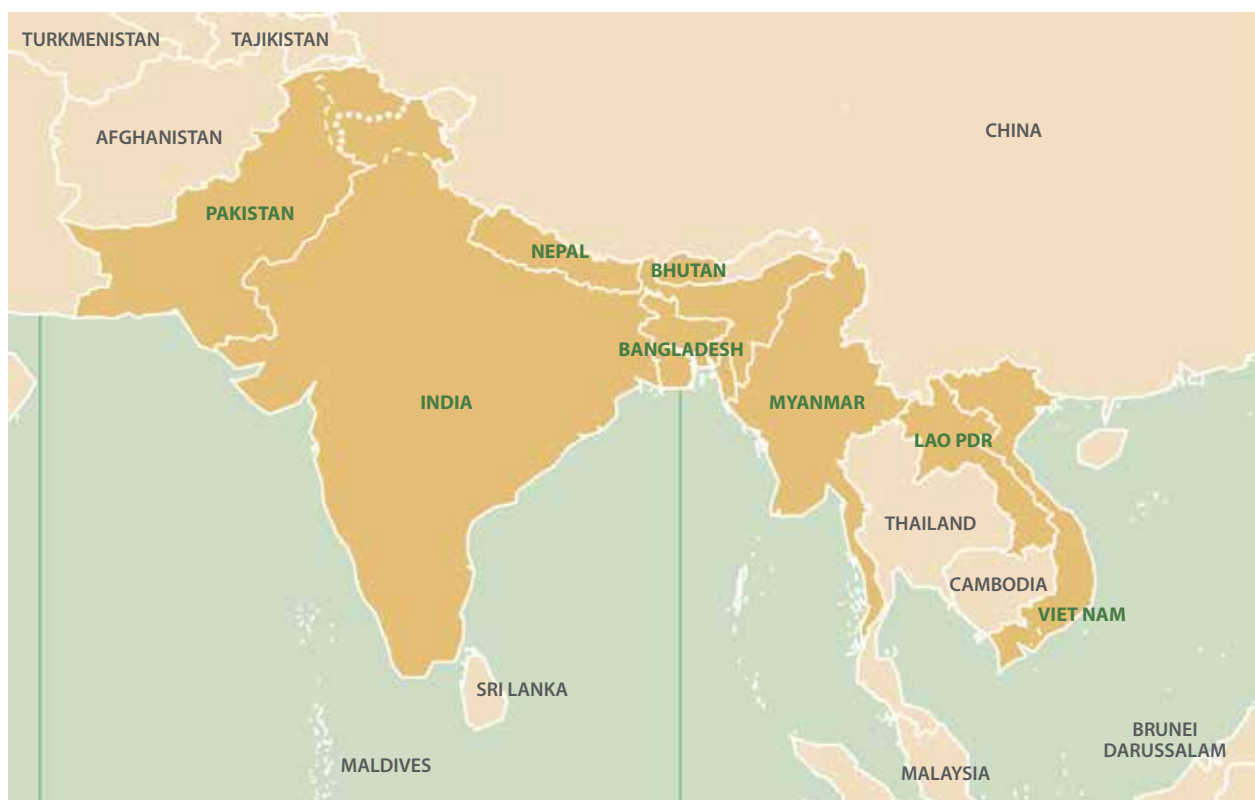 TURKMENISTAN
TAJIKISTAN
AFGHANISTAN
CHINA
PAKISTAN
NEPAL
BHUTAN
BANGLADESH
INDIA
MYANMAR
LAO PDR
THAILAND
CAMBODIA
VIET NAM
SRI LANKA
MALDIVES
BRUNEI
DARUSSALAM
MALAYSIA